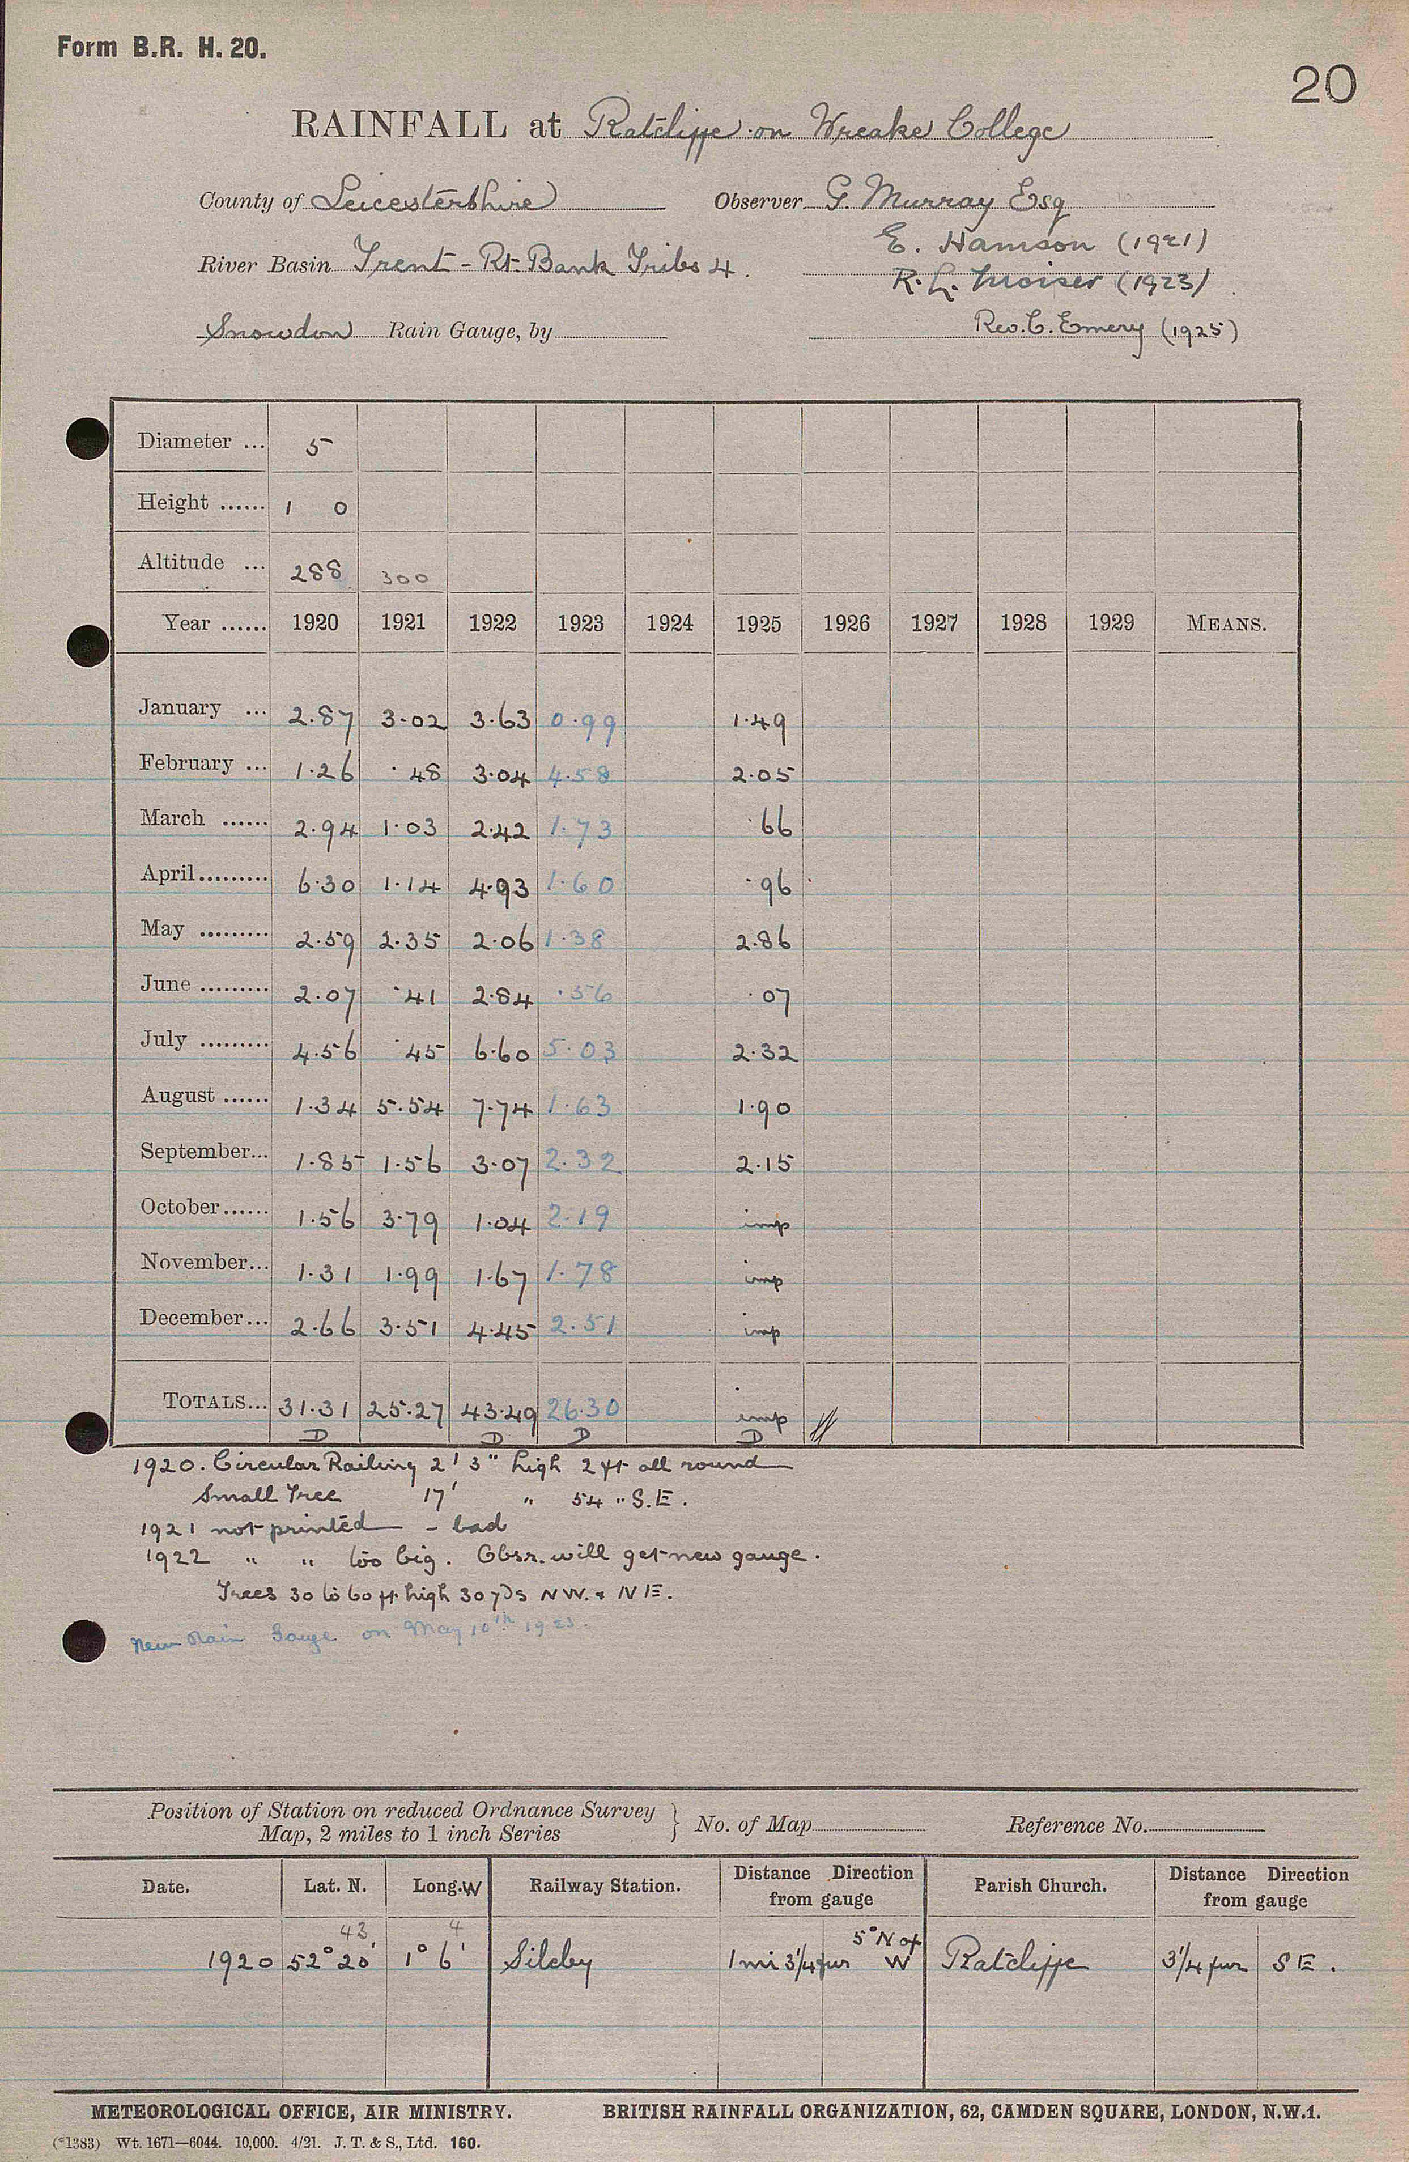 Form B.R. H. 20.
20
RAINFALL at Ratcliffe on Wreake College
County of Leicestershire Observer G. Murray Esq
E. Hamson (1921)
River Basin Trent - Rt. Bank Tribs 4.
R. L. Moiser (1923)
Snowdon Rain Gauge, by
Rev. C. Emery (1925)
Diameter ... 5
Height ...... 1 0
Altitude ... 288 300
Year ...... 1920 1921 1922 1923 1924 1925 1926 1927 1928 1929 MEANS.
January ... 2.87 3.02 3.63 0.99 1.49
February ... 1.26 .48 3.04 4.58 2.05
March ...... 2.94 1.03 2.42 1.73 .66
April......... 6.30 1.14 4.93 1.60 .96
May ......... 2.59 2.35 2.06 1.38 2.86
June ......... 2.07 .41 2.84 .56 .07
July ......... 4.56 .45 6.60 5.03 2.32
August ...... 1.34 5.54 7.74 1.63 1.90
September... 1.85 1.56 3.07 2.32 2.15
October...... 1.56 3.79 1.04 2.19 imp
November... 1.31 1.99 1.67 1.78 imp
December... 2.66 3.51 4.45 2.51 imp
TOTALS... 31.31 25.27 43.49 26.30 imp
D D D D
1920. Circular Railing 2' 3" high 2 ft all round
Small Tree 17' " 54 " S.E.
1921 not printed - bad
1922 " " too big. Obsr. will get new gauge.
Trees 30 to 60 ft high 30 yds NW. & NE.
New Rain Gauge on May 10th 1923.
Position of Station on reduced Ordnance Survey
Map, 2 miles to 1 inch Series } No. of Map Reference No.
Date. Lat. N. Long. W Railway Station. Distance Direction from gauge Parish Church. Distance Direction from gauge
43 4 5° N of
1920 52° 20' 1° 6' Sileby 1 mi 3 1/4 fur W Ratcliffe 3 1/4 fur S E.
METEOROLOGICAL OFFICE, AIR MINISTRY. BRITISH RAINFALL ORGANIZATION, 62, CAMDEN SQUARE, LONDON, N.W.1.
(*1383) Wt. 1671—6044. 10,000. 4/21. J. T. & S., Ltd. 160.